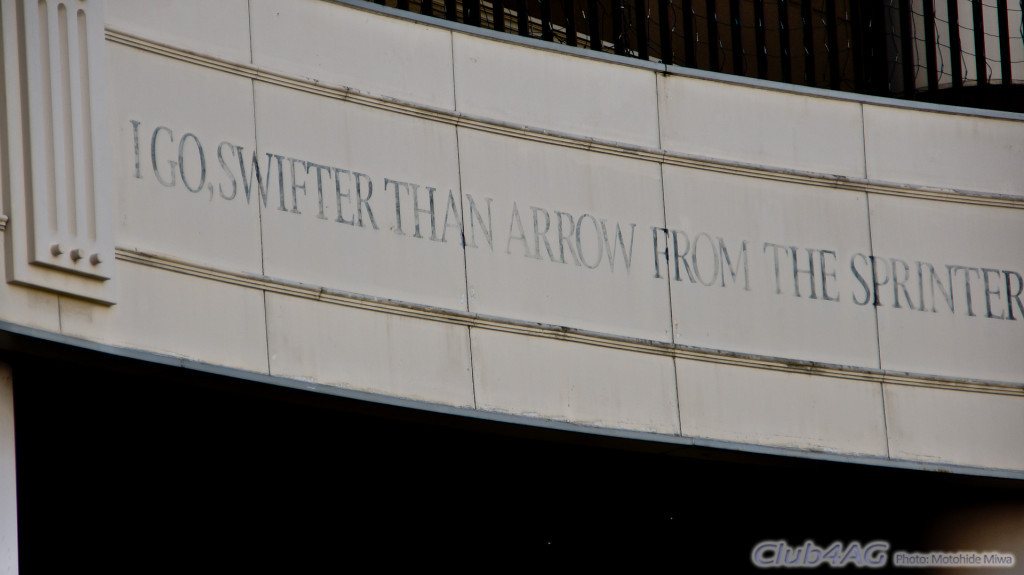 I GO, SWIFTER THAN ARROW FROM THE SPRINTER
Club4AG Photo: Motohide Miwa